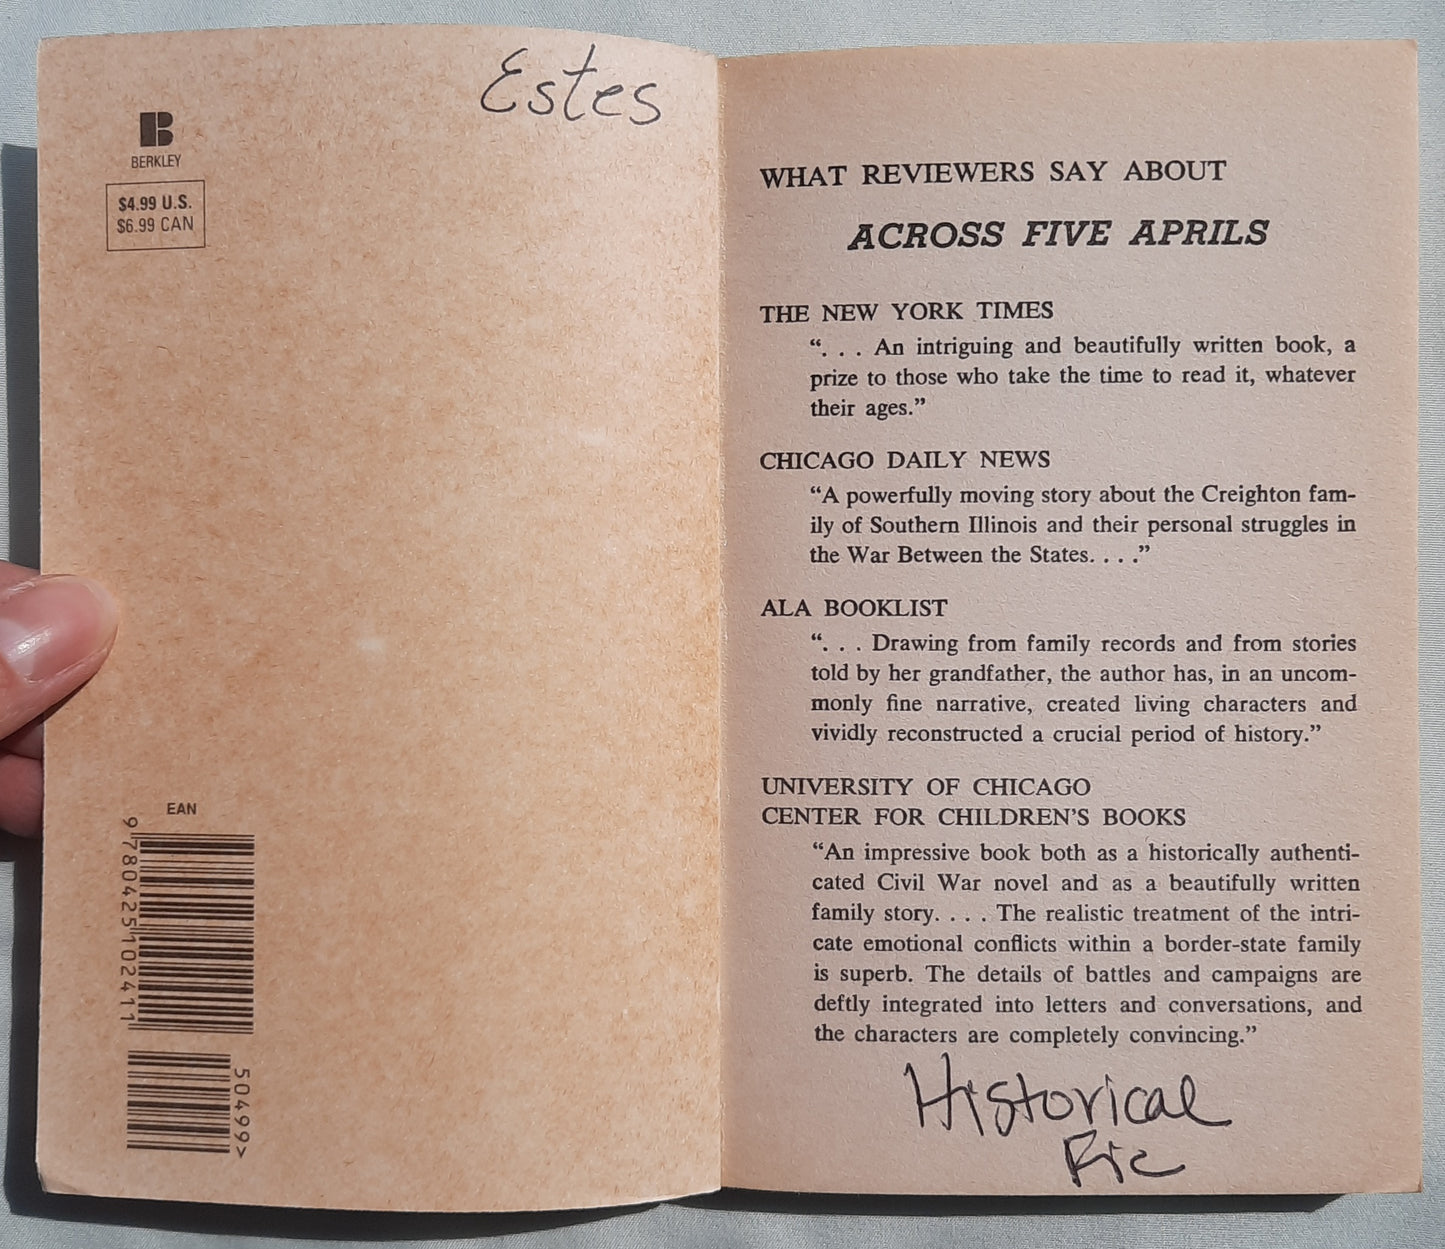 Estes
B
BERKLEY
$4.99 U.S.
$6.99 CAN
EAN
9 780425 102411
50499>
WHAT REVIEWERS SAY ABOUT
ACROSS FIVE APRILS
THE NEW YORK TIMES
“. . . An intriguing and beautifully written book, a
prize to those who take the time to read it, whatever
their ages.”
CHICAGO DAILY NEWS
“A powerfully moving story about the Creighton fam-
ily of Southern Illinois and their personal struggles in
the War Between the States. . . .”
ALA BOOKLIST
“. . . Drawing from family records and from stories
told by her grandfather, the author has, in an uncom-
monly fine narrative, created living characters and
vividly reconstructed a crucial period of history.”
UNIVERSITY OF CHICAGO
CENTER FOR CHILDREN’S BOOKS
“An impressive book both as a historically authenti-
cated Civil War novel and as a beautifully written
family story. . . . The realistic treatment of the intri-
cate emotional conflicts within a border-state family
is superb. The details of battles and campaigns are
deftly integrated into letters and conversations, and
the characters are completely convincing.”
Historical
Fic